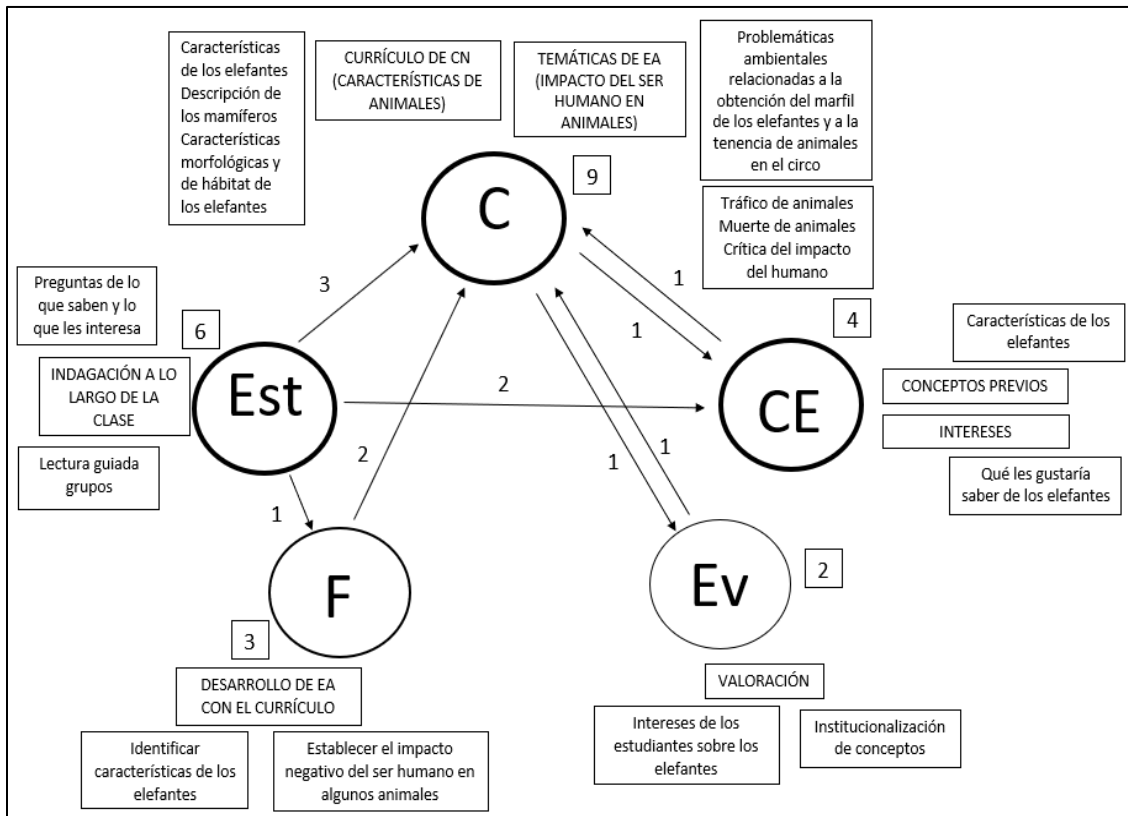 Características
de los elefantes
Descripción de
los mamíferos
Características
morfológicas y
de hábitat de
los elefantes
CURRÍCULO DE CN
(CARACTERÍSTICAS DE
ANIMALES)
TEMÁTICAS DE EA
(IMPACTO DEL SER
HUMANO EN
ANIMALES)
Problemáticas
ambientales
relacionadas a la
obtención del marfil
de los elefantes y a la
tenencia de animales
en el circo
C
9
Tráfico de animales
Muerte de animales
Crítica del impacto
del humano
3
1
1
Preguntas de lo
que saben y lo
que les interesa
6
4
Características de los
elefantes
INDAGACIÓN A LO
LARGO DE LA
CLASE
Est
2
CE
CONCEPTOS PREVIOS
INTERESES
Lectura guiada
grupos
2
1
1
Qué les gustaría
saber de los elefantes
1
F
3
Ev
2
DESARROLLO DE EA
CON EL CURRÍCULO
Identificar
características de los
elefantes
Establecer el impacto
negativo del ser humano en
algunos animales
VALORACIÓN
Intereses de los
estudiantes sobre los
elefantes
Institucionalización
de conceptos